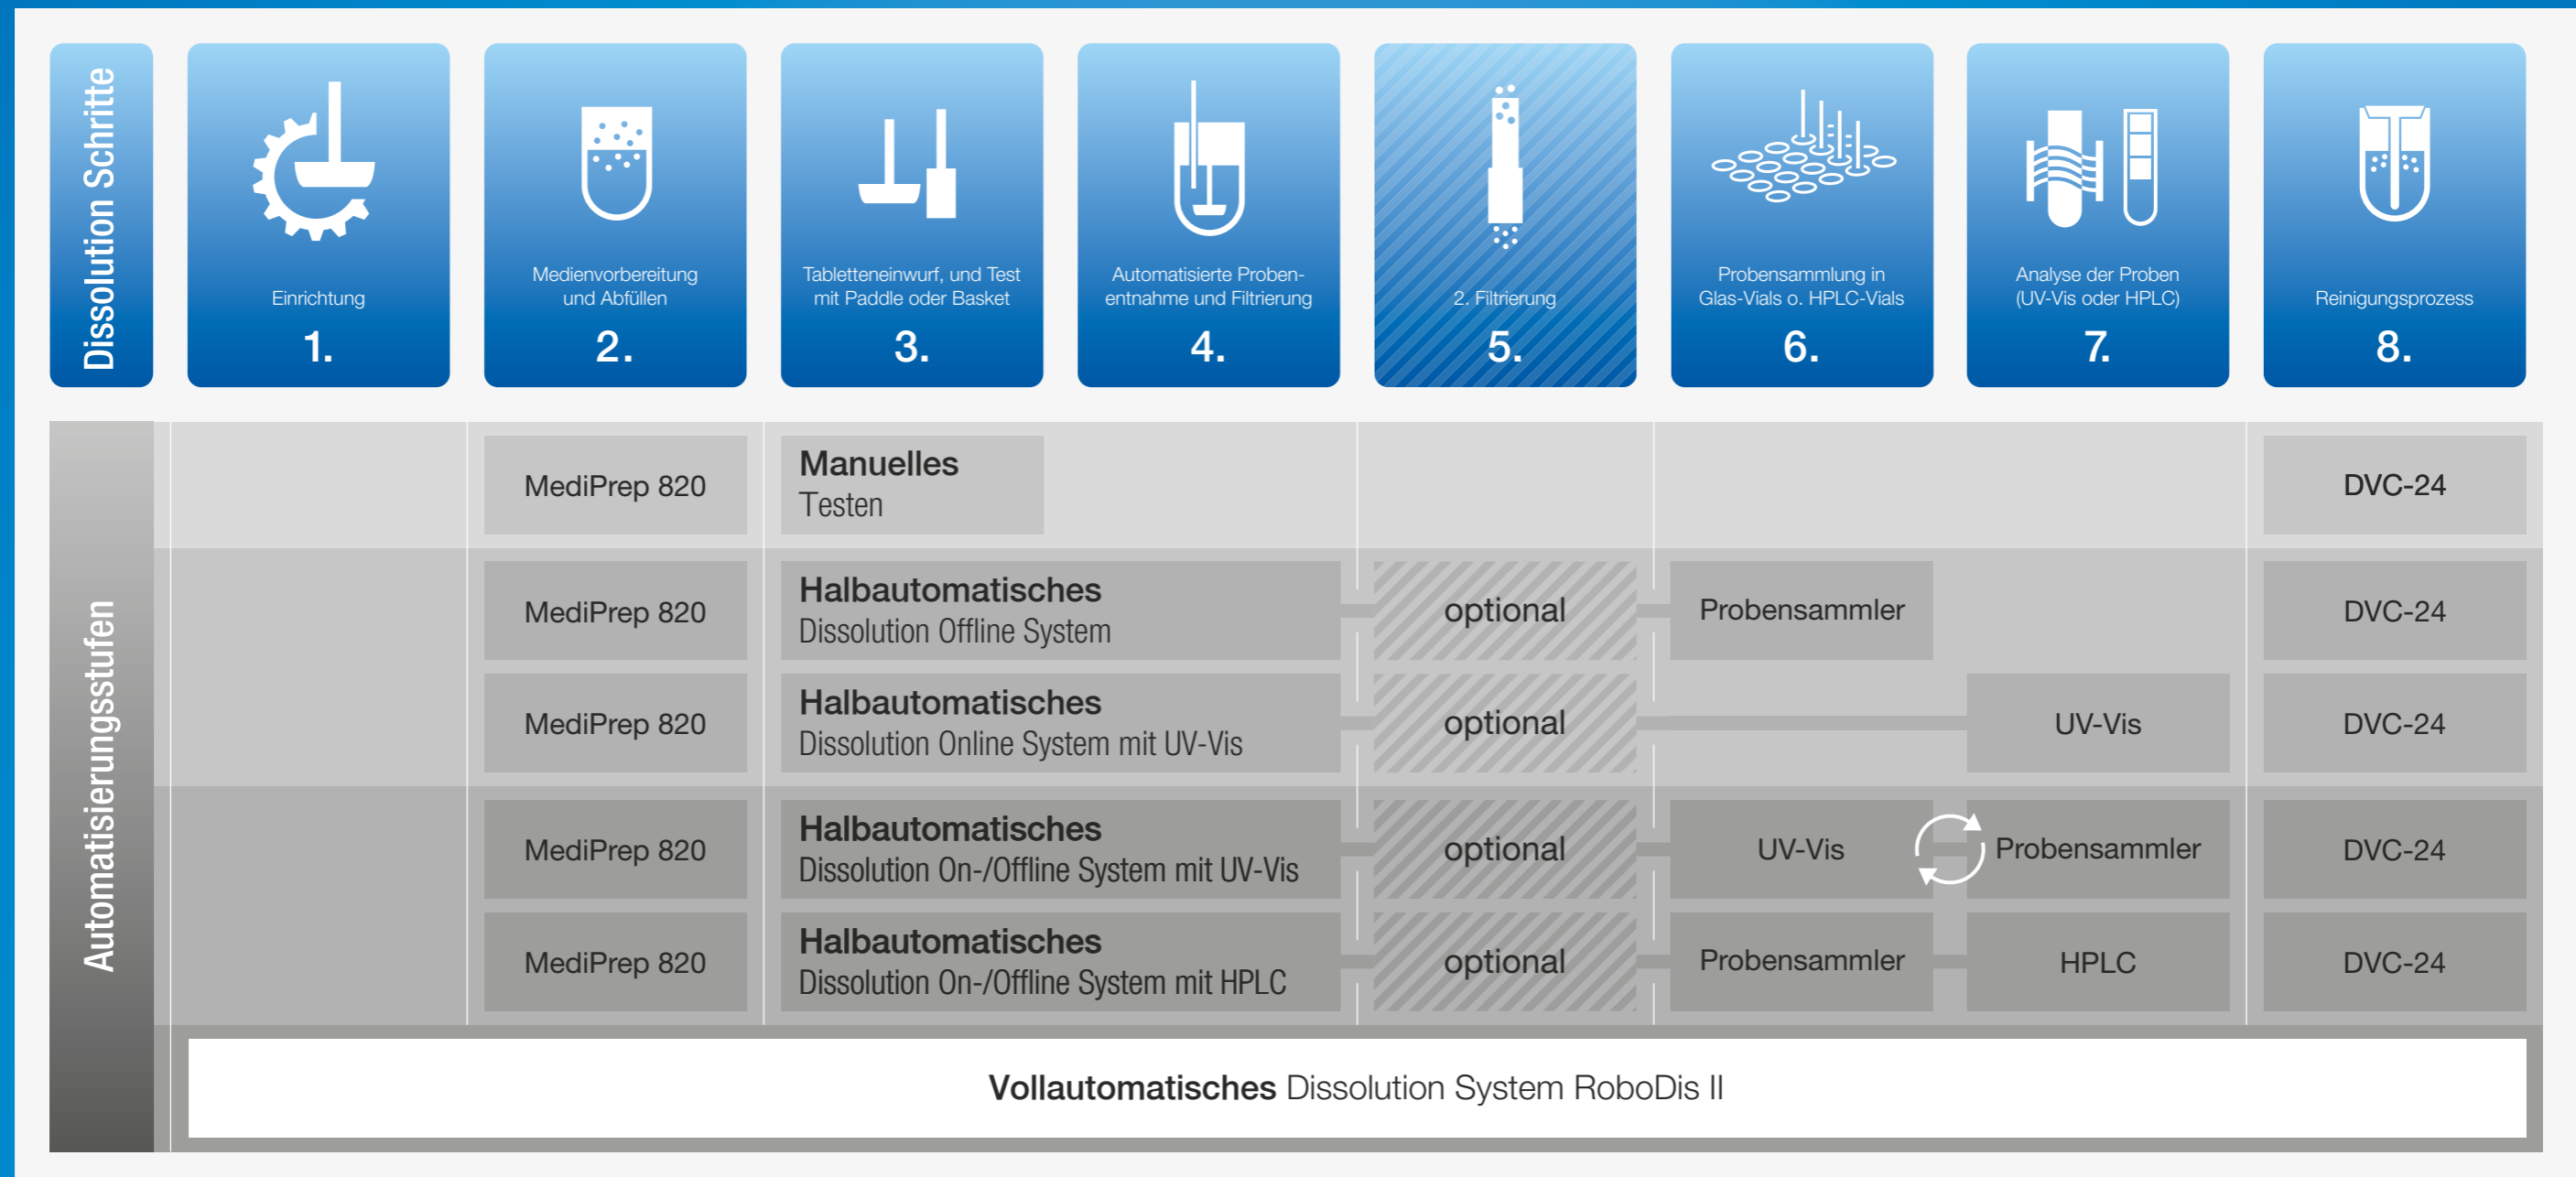 Dissolution Schritte
Einrichtung
1.
Medienvorbereitung
und Abfüllen
2.
Tabletteneinwurf, und Test
mit Paddle oder Basket
3.
Automatisierte Proben-
entnahme und Filtrierung
4.
2. Filtrierung
5.
Probensammlung in
Glas-Vials o. HPLC-Vials
6.
Analyse der Proben
(UV-Vis oder HPLC)
7.
Reinigungsprozess
8.
Automatisierungsstufen
MediPrep 820
Manuelles
Testen
DVC-24
MediPrep 820
Halbautomatisches
Dissolution Offline System
optional
Probensammler
DVC-24
MediPrep 820
Halbautomatisches
Dissolution Online System mit UV-Vis
optional
UV-Vis
DVC-24
MediPrep 820
Halbautomatisches
Dissolution On-/Offline System mit UV-Vis
optional
UV-Vis
Probensammler
DVC-24
MediPrep 820
Halbautomatisches
Dissolution On-/Offline System mit HPLC
optional
Probensammler
HPLC
DVC-24
Vollautomatisches Dissolution System RoboDis II